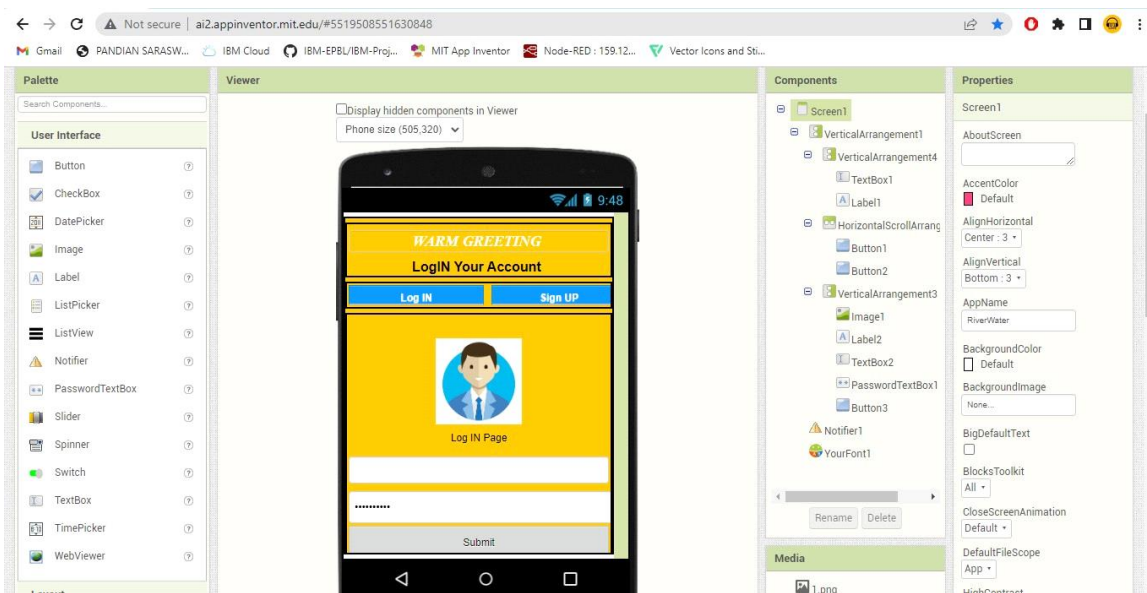 Not secure | ai2.appinventor.mit.edu/#5519508551630848
Gmail PANDIAN SARASW... IBM Cloud IBM-EPBL/IBM-Proj... MIT App Inventor Node-RED : 159.12... Vector Icons and Sti...
Palette
Search Components...
User Interface
Button
CheckBox
DatePicker
Image
Label
ListPicker
ListView
Notifier
PasswordTextBox
Slider
Spinner
Switch
TextBox
TimePicker
WebViewer
Viewer
Display hidden components in Viewer
Phone size (505,320)
9:48
WARM GREETING
LogIN Your Account
Log IN Sign UP
Log IN Page
••••••••••
Submit
Components
Screen1
VerticalArrangement1
VerticalArrangement4
TextBox1
Label1
HorizontalScrollArrang
Button1
Button2
VerticalArrangement3
Image1
Label2
TextBox2
PasswordTextBox1
Button3
Notifier1
YourFont1
Rename Delete
Media
1.png
Properties
Screen1
AboutScreen
AccentColor
Default
AlignHorizontal
Center : 3
AlignVertical
Bottom : 3
AppName
RiverWater
BackgroundColor
Default
BackgroundImage
None...
BigDefaultText
BlocksToolkit
All
CloseScreenAnimation
Default
DefaultFileScope
App
HighContrast